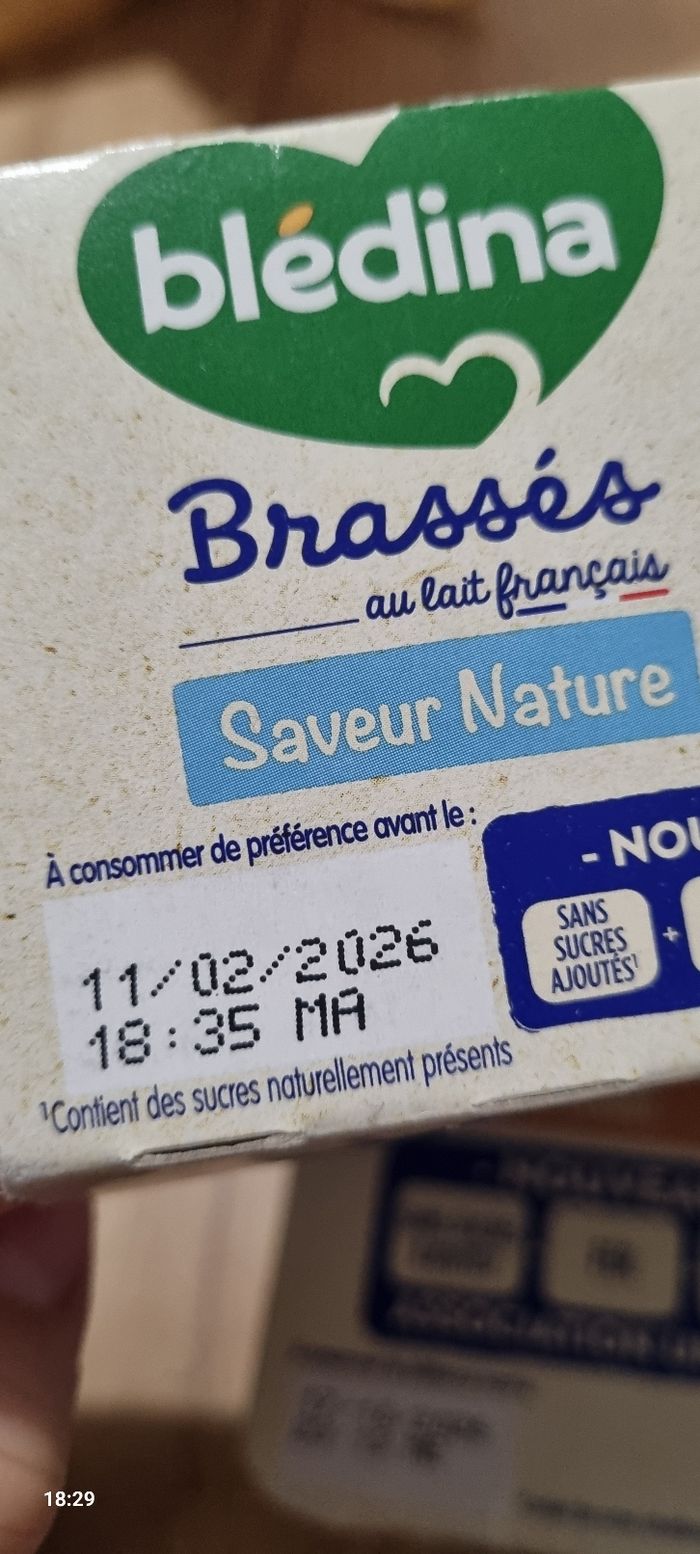 blédina
Brassés
au lait français
Saveur Nature
À consommer de préférence avant le :
11/02/2026
18:35 MA
- NOU
SANS
SUCRES
AJOUTÉS¹
+
¹Contient des sucres naturellement présents
18:29